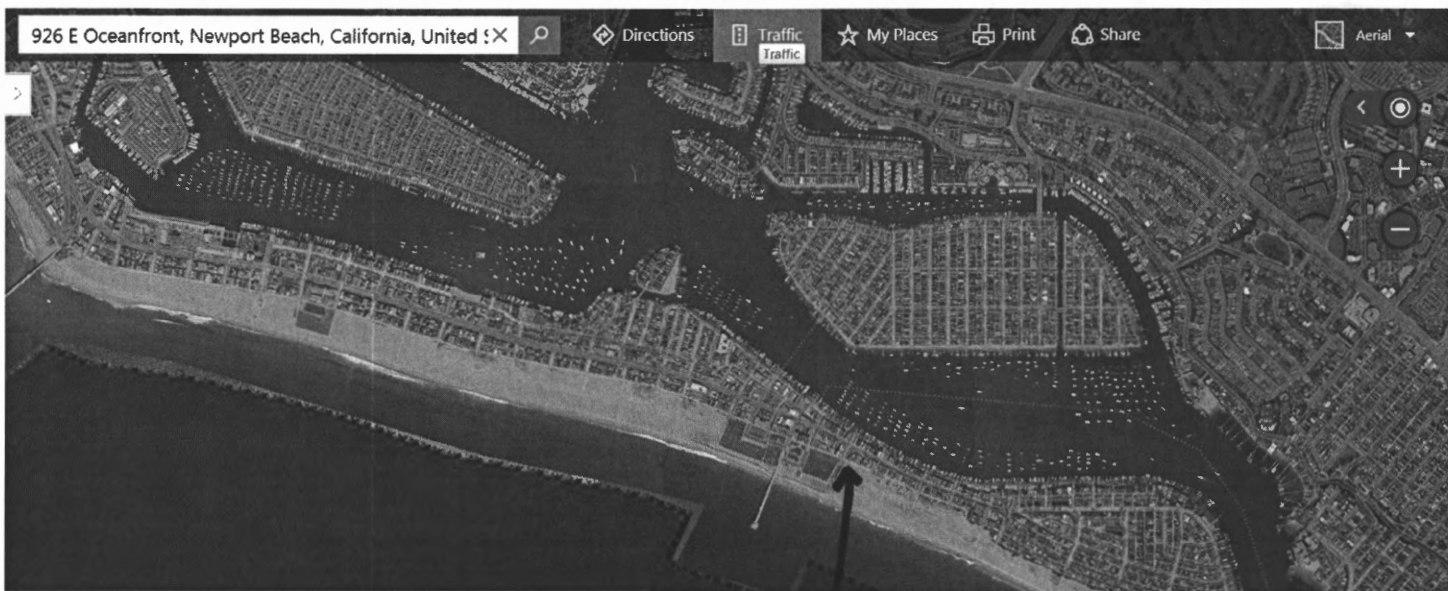 926 E Oceanfront, Newport Beach, California, United S
Directions
Traffic
My Places
Print
Share
Aerial
Traffic